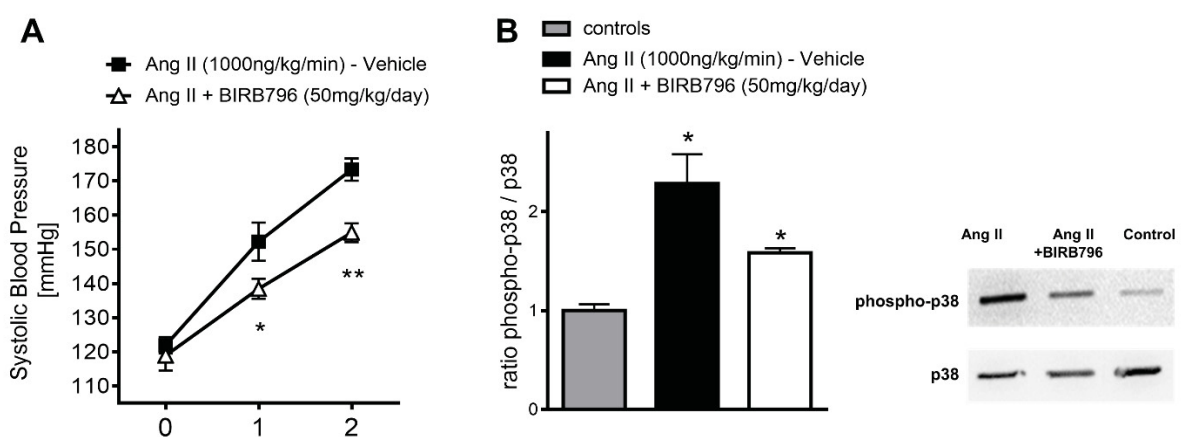 A
Ang II (1000ng/kg/min) - Vehicle
Ang II + BIRB796 (50mg/kg/day)
Systolic Blood Pressure
[mmHg]
180
170
160
150
140
130
120
110
*
**
0
1
2
B
controls
Ang II (1000ng/kg/min) - Vehicle
Ang II + BIRB796 (50mg/kg/day)
ratio phospho-p38 / p38
2
1
0
*
*
Ang II
Ang II
+BIRB796
Control
phospho-p38
p38